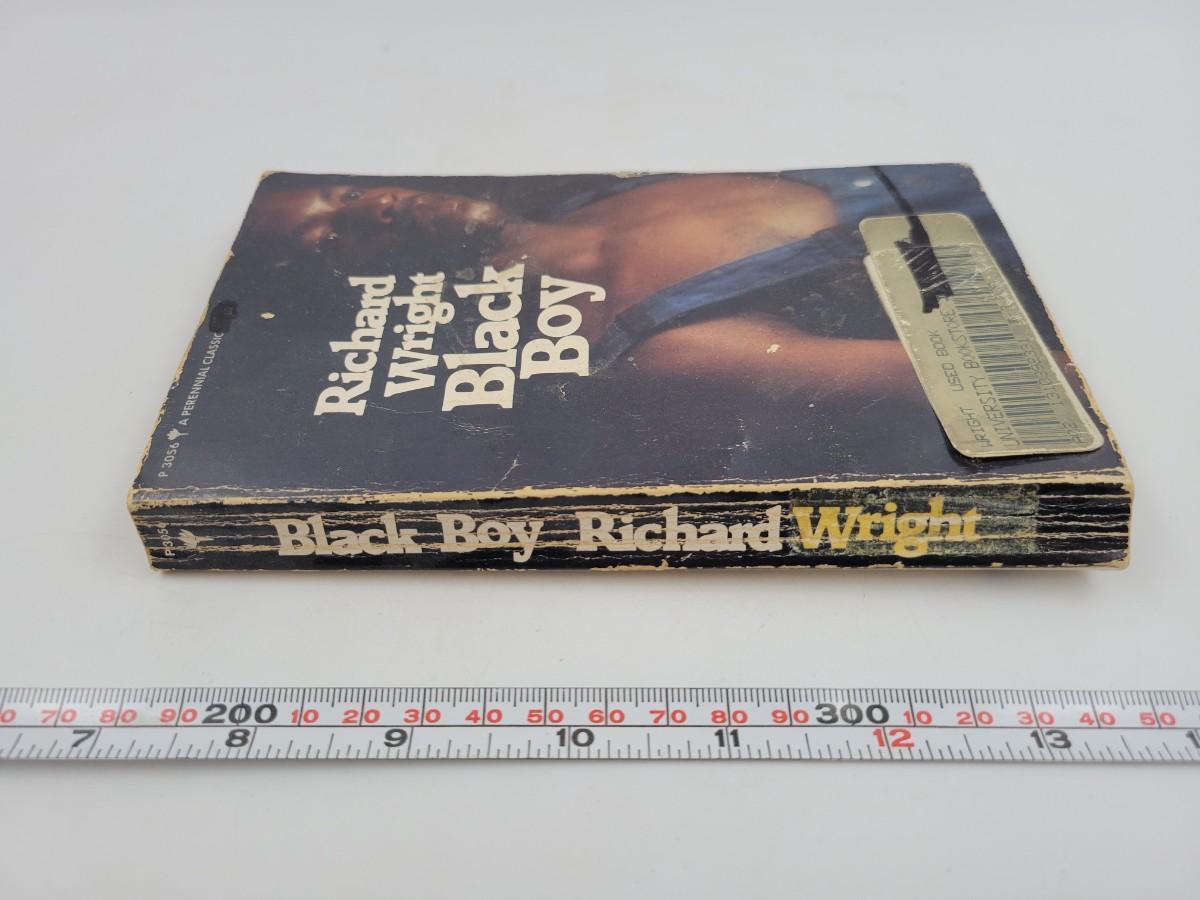 Richard
Wright
Black
Boy
P 3056 A PERENNIAL CLASSIC
WRIGHT USED BOOK
UNIVERSITY BOOKSTORE
P3056 Black Boy Richard Wright
70 80 90 200 10 20 30 40 50 60 70 80 90 300 10 20 30 40 50
7 8 9 10 11 12 13